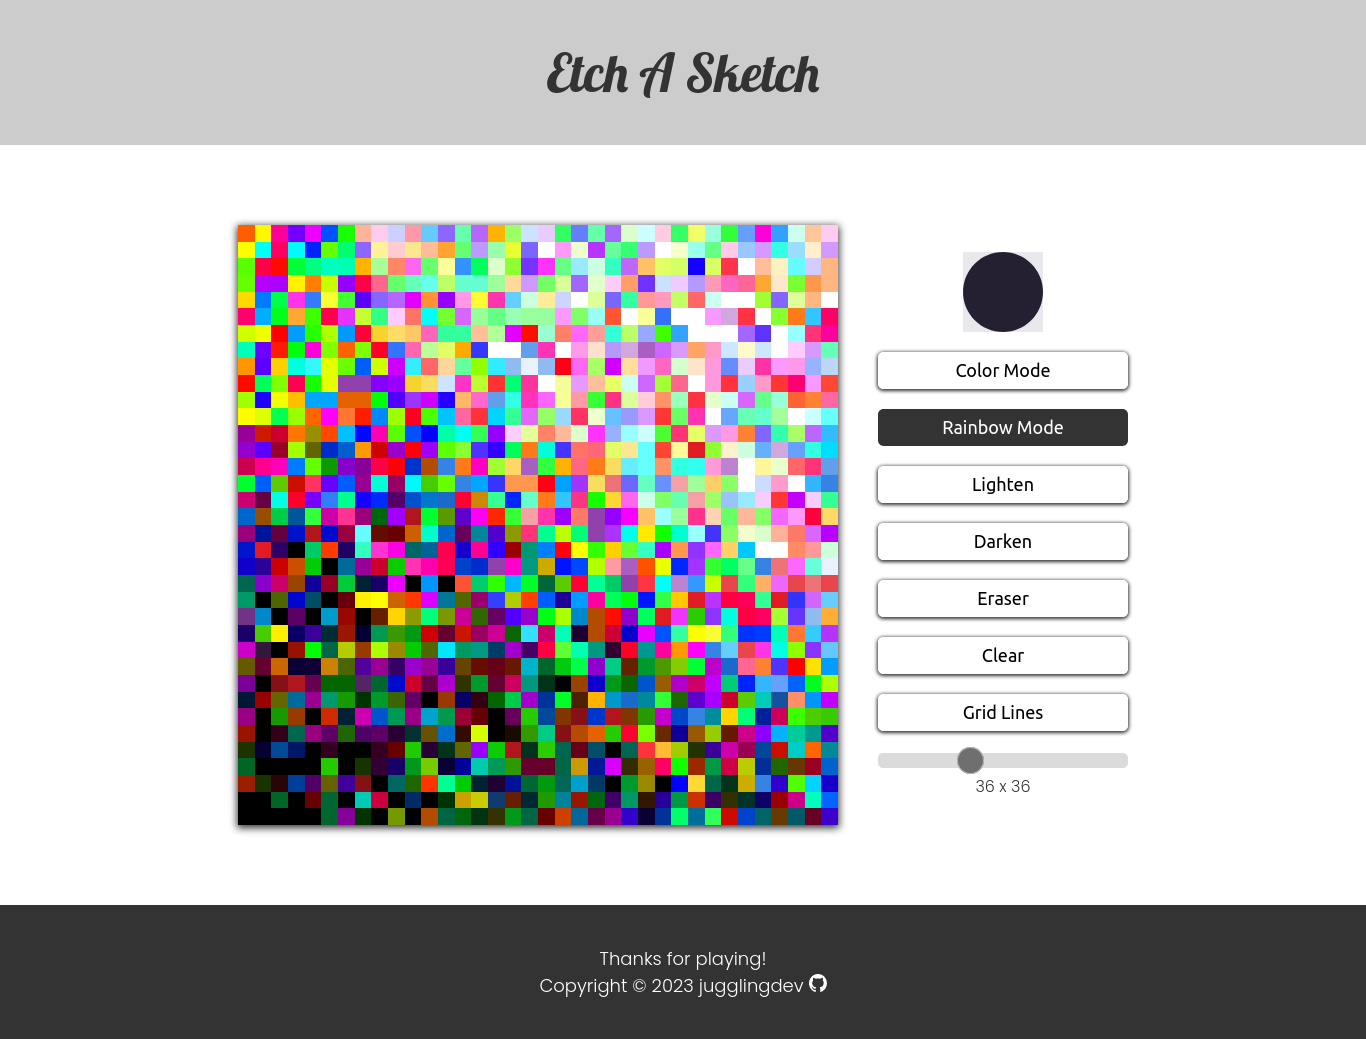 Etch A Sketch
Color Mode
Rainbow Mode
Lighten
Darken
Eraser
Clear
Grid Lines
36 x 36
Thanks for playing!
Copyright © 2023 jugglingdev